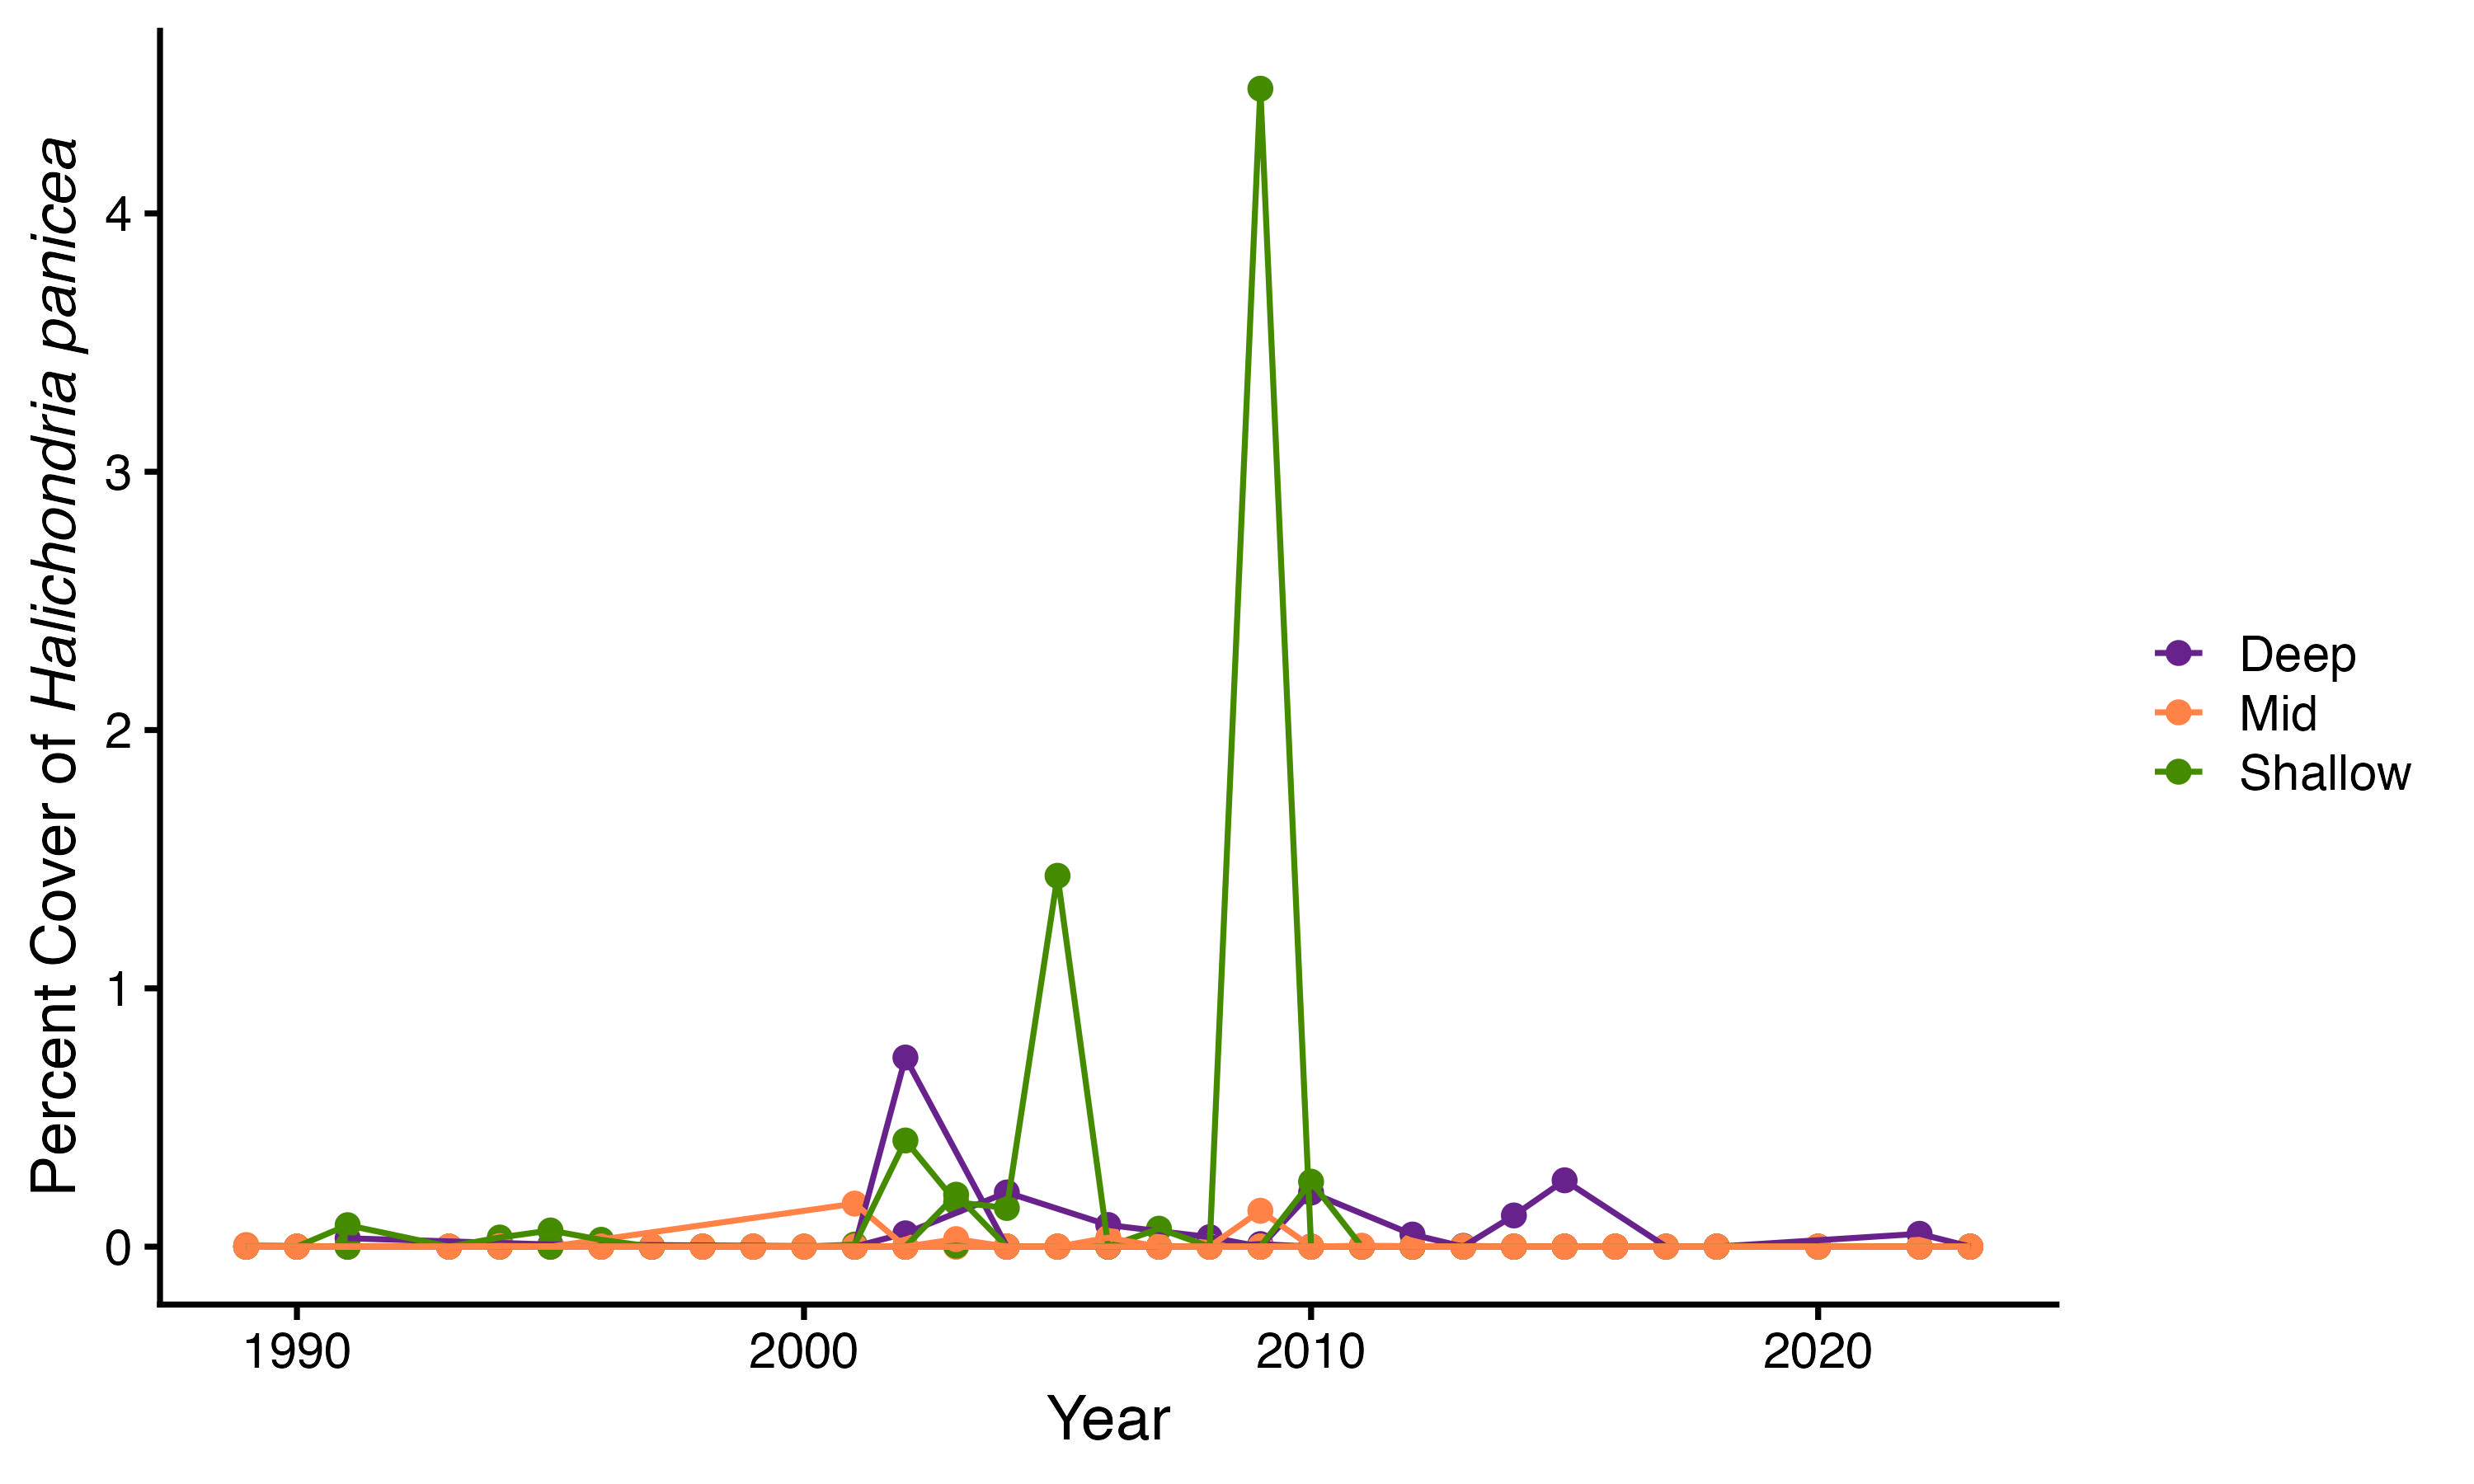 Percent Cover of Halichondria panicea
4
3
2
1
0
1990
2000
2010
2020
Year
Deep
Mid
Shallow